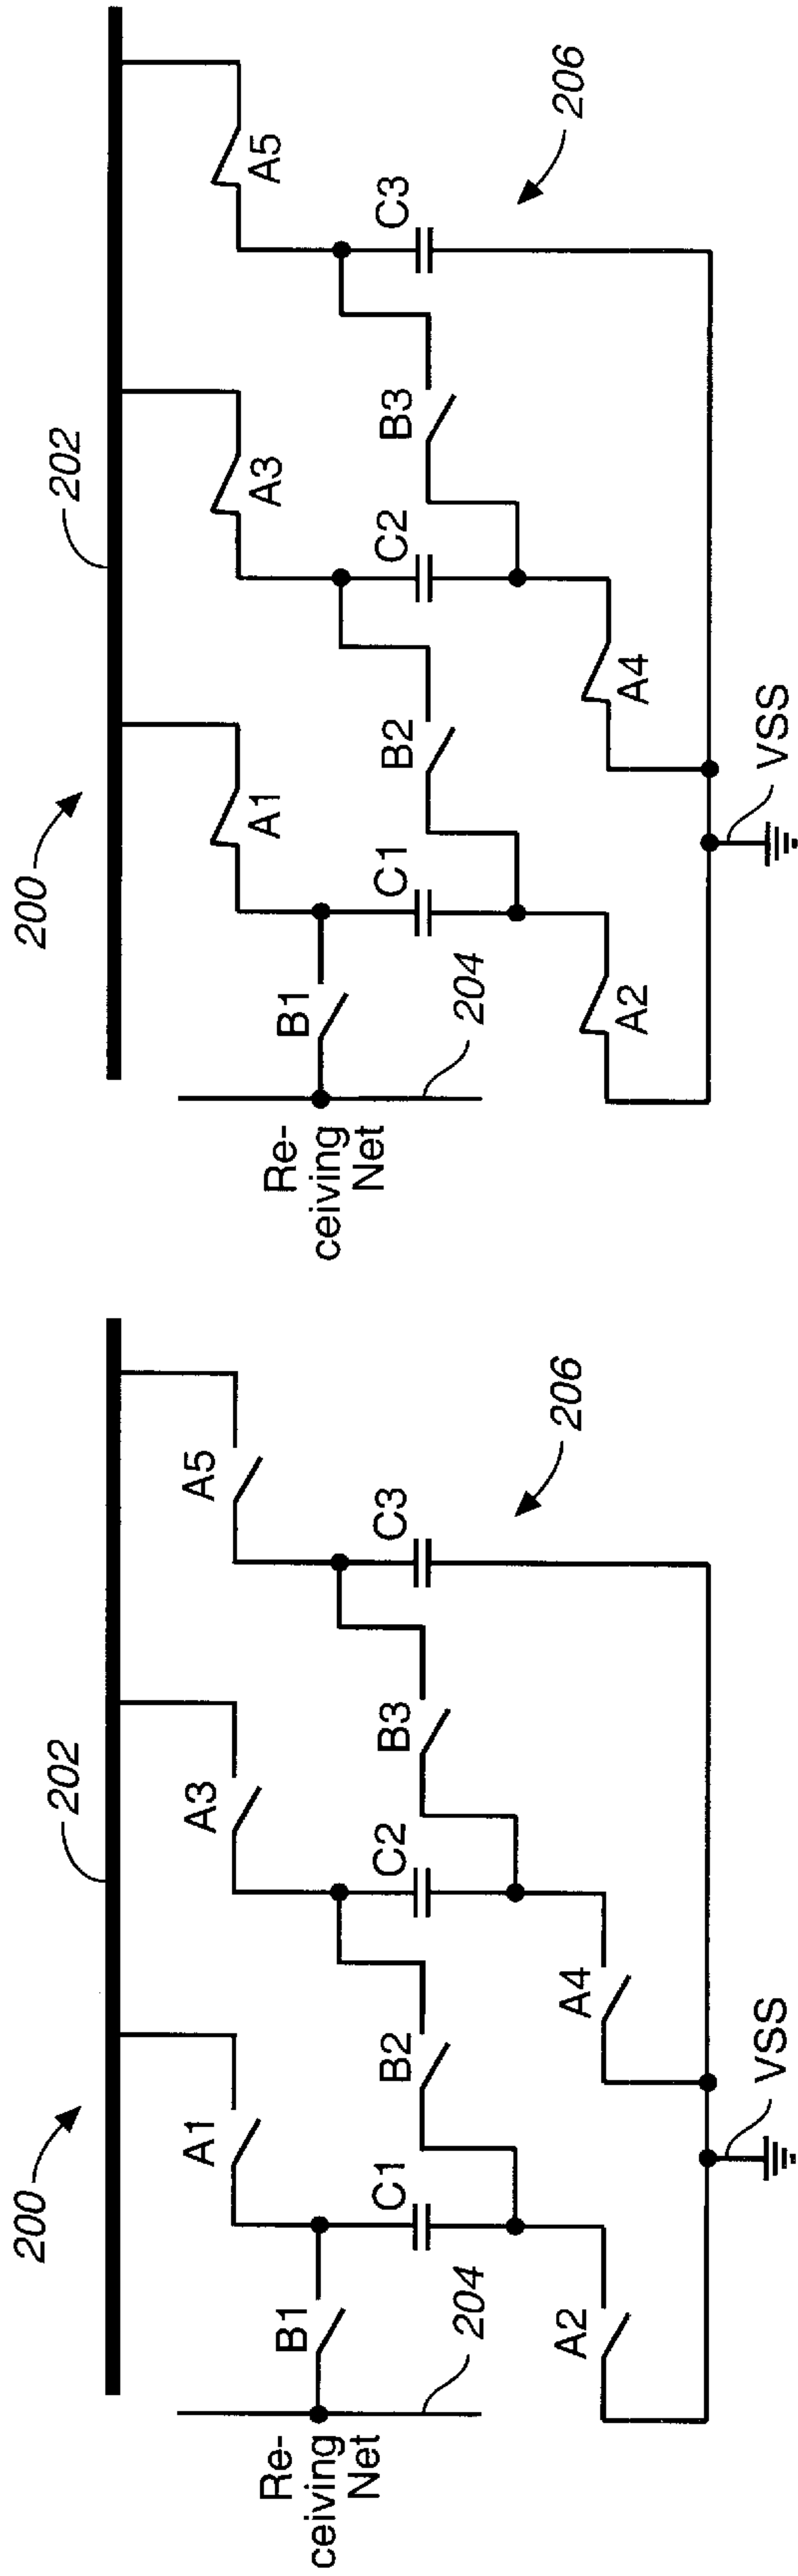 200
202
A1
A3
A5
B1
C1
B2
C2
B3
C3
206
Re-
ceiving
Net
204
A2
A4
VSS
200
202
A1
A3
A5
B1
C1
B2
C2
B3
C3
206
Re-
ceiving
Net
204
A2
A4
VSS